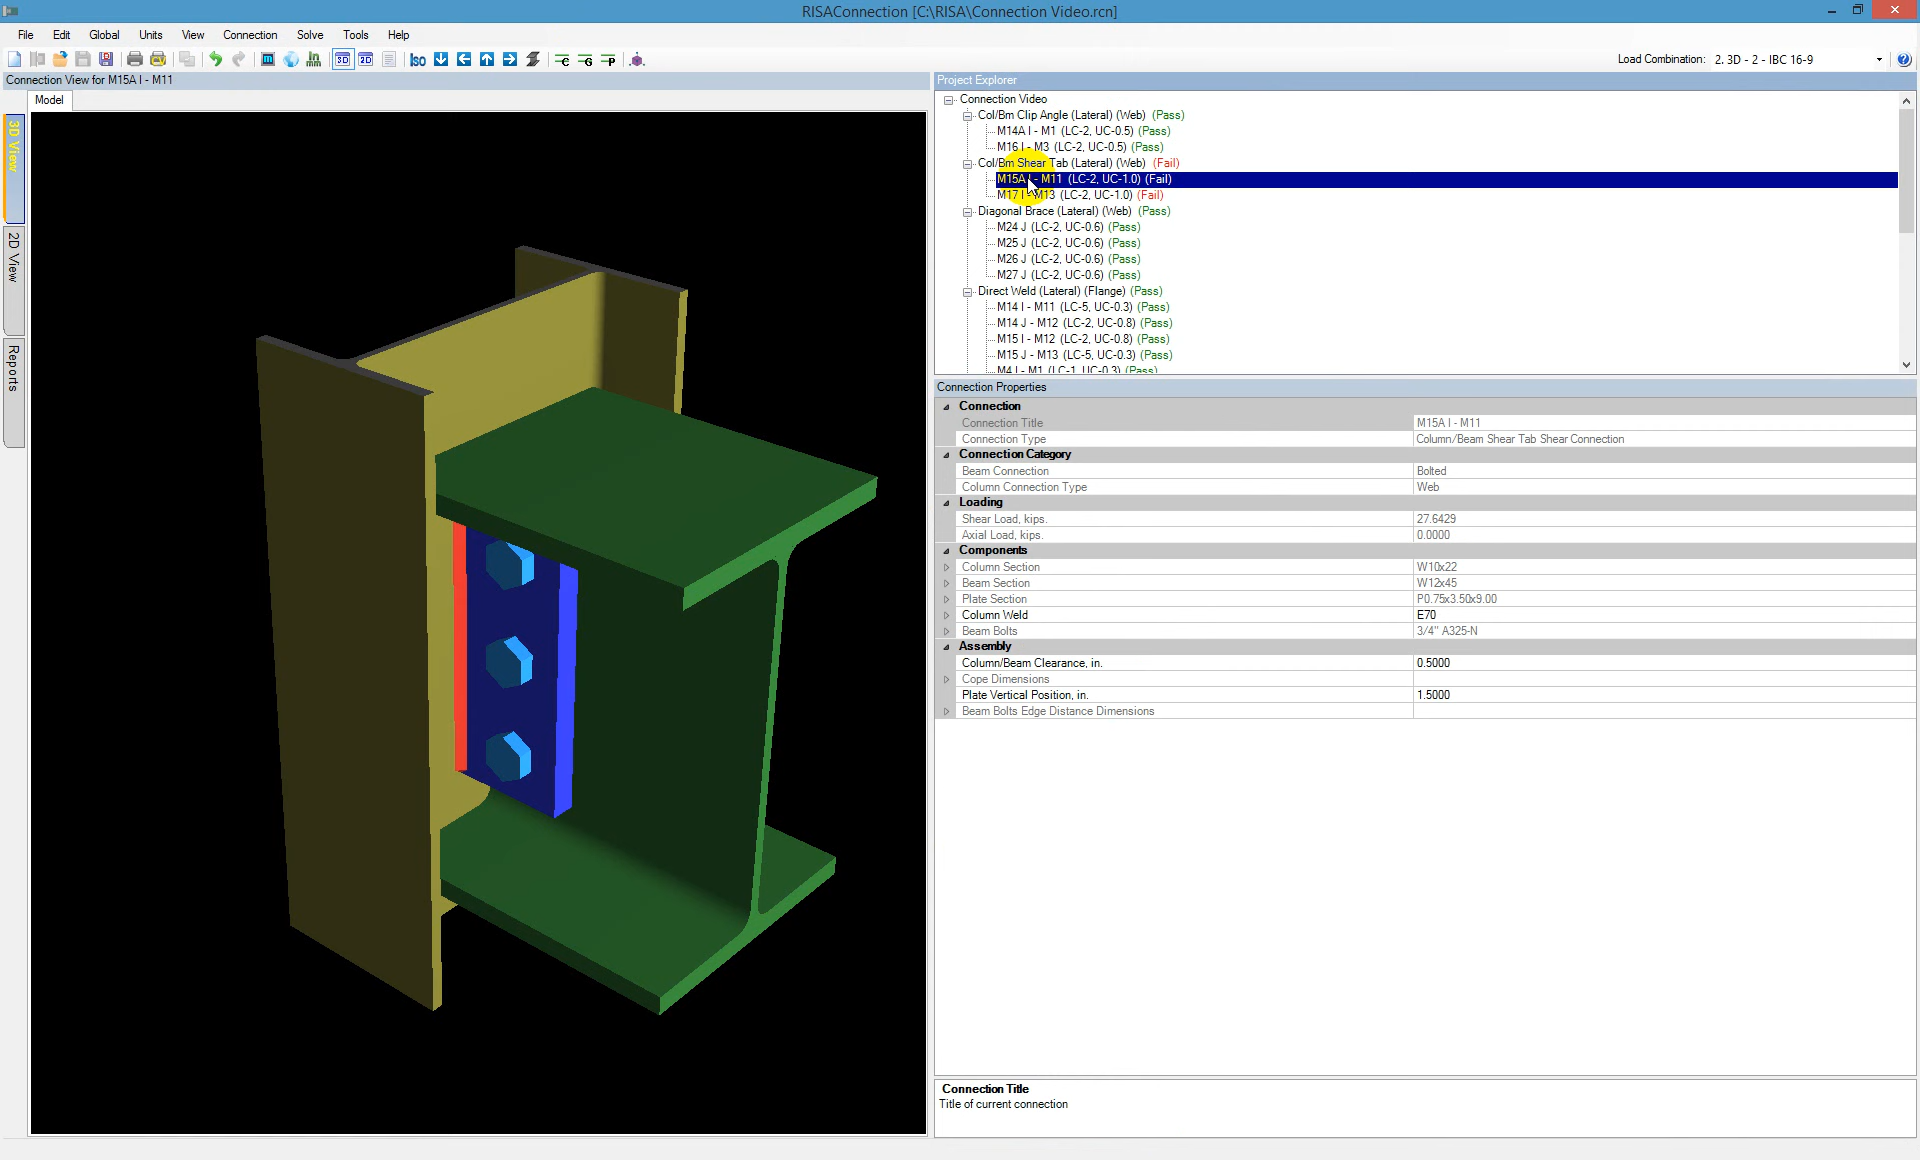 RISAConnection [C:\RISA\Connection Video.rcn]
File Edit Global Units View Connection Solve Tools Help
Load Combination: 2. 3D - 2 - IBC 16-9
Connection View for M15A I - M11
Model
3D View
2D View
Reports
Project Explorer
Connection Video
Col/Bm Clip Angle (Lateral) (Web) (Pass)
M14A I - M1 (LC-2, UC-0.5) (Pass)
M16 I - M3 (LC-2, UC-0.5) (Pass)
Col/Bm Shear Tab (Lateral) (Web) (Fail)
M15A I - M11 (LC-2, UC-1.0) (Fail)
M17 I - M13 (LC-2, UC-1.0) (Fail)
Diagonal Brace (Lateral) (Web) (Pass)
M24 J (LC-2, UC-0.6) (Pass)
M25 J (LC-2, UC-0.6) (Pass)
M26 J (LC-2, UC-0.6) (Pass)
M27 J (LC-2, UC-0.6) (Pass)
Direct Weld (Lateral) (Flange) (Pass)
M14 I - M11 (LC-5, UC-0.3) (Pass)
M14 J - M12 (LC-2, UC-0.8) (Pass)
M15 I - M12 (LC-2, UC-0.8) (Pass)
M15 J - M13 (LC-5, UC-0.3) (Pass)
M4 I - M1 (LC-1, UC-0.3) (Pass)
Connection Properties
Connection
Connection Title M15A I - M11
Connection Type Column/Beam Shear Tab Shear Connection
Connection Category
Beam Connection Bolted
Column Connection Type Web
Loading
Shear Load, kips. 27.6429
Axial Load, kips. 0.0000
Components
Column Section W10x22
Beam Section W12x45
Plate Section P0.75x3.50x9.00
Column Weld E70
Beam Bolts 3/4" A325-N
Assembly
Column/Beam Clearance, in. 0.5000
Cope Dimensions
Plate Vertical Position, in. 1.5000
Beam Bolts Edge Distance Dimensions
Connection Title
Title of current connection